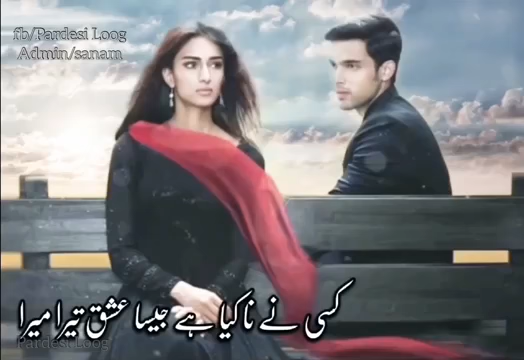 fb/Pardesi Loog
Admin/sanam
کسی نے نا کیا ہے جیسا عشق تیرا میرا
Pardesi Loog